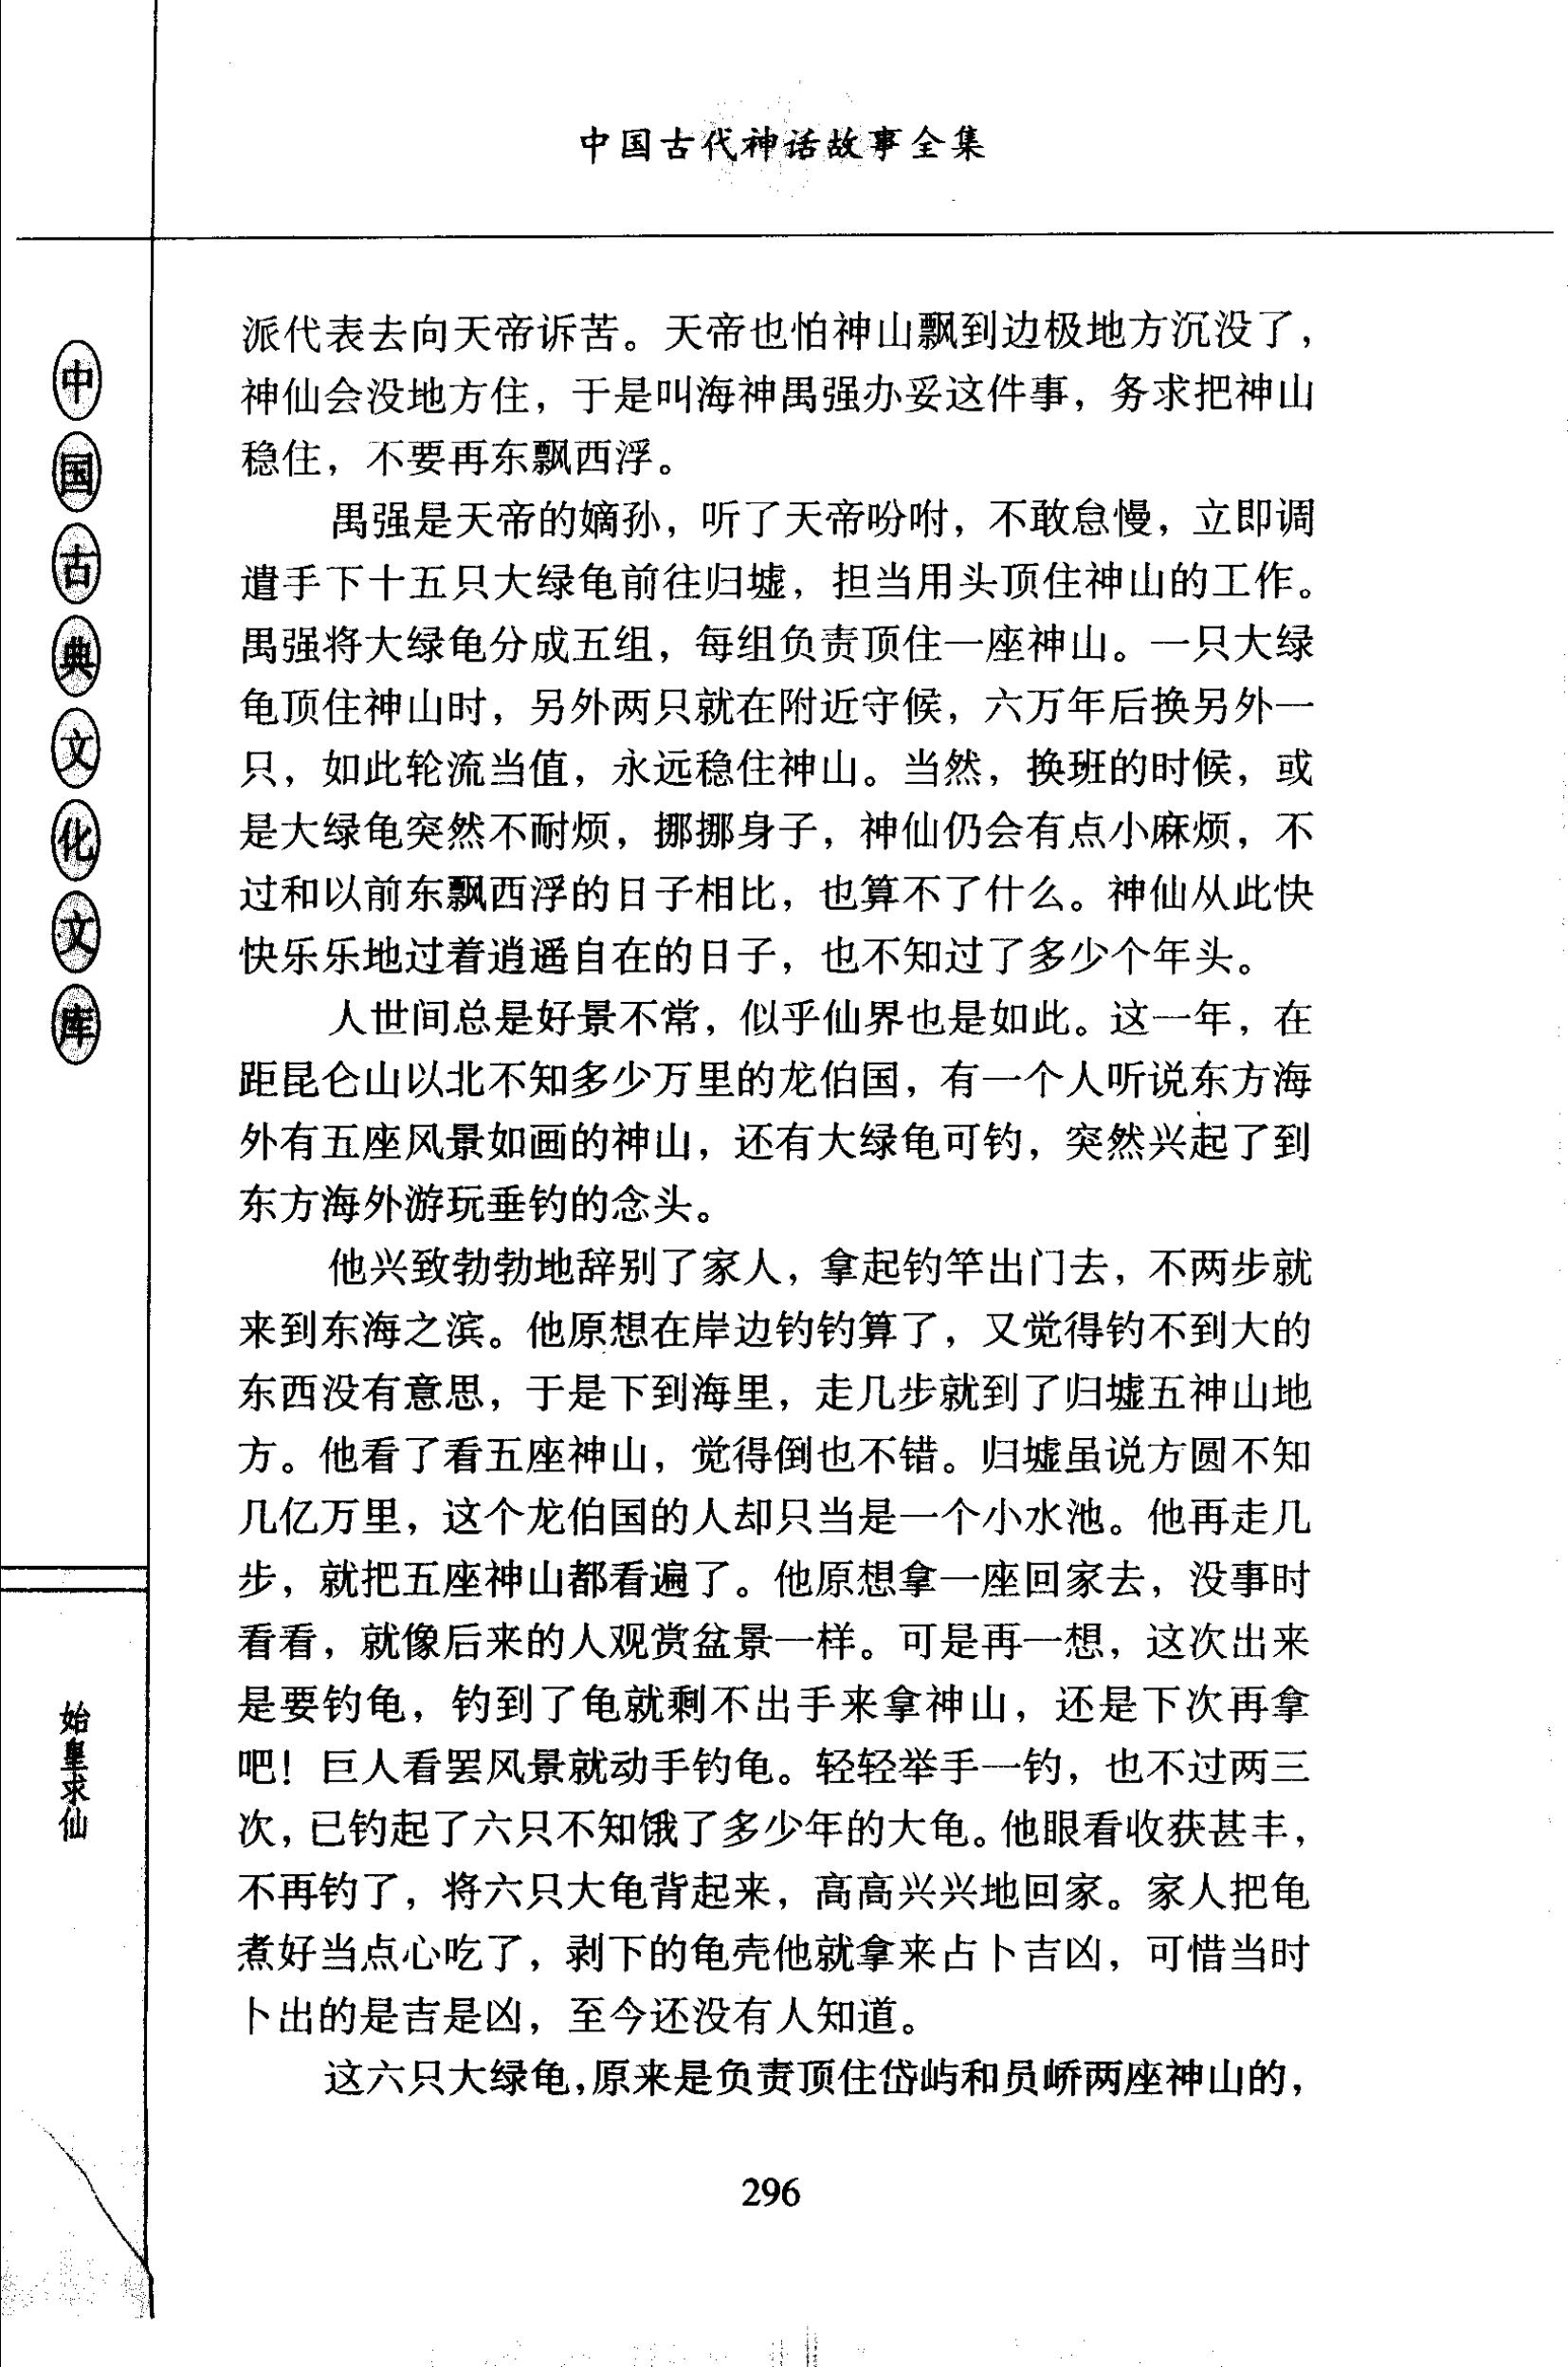 中国古代神话故事全集
中国古典文化文库
始皇求仙
派代表去向天帝诉苦。天帝也怕神山飘到边极地方沉没了，
神仙会没地方住，于是叫海神禺强办妥这件事，务求把神山
稳住，不要再东飘西浮。
禺强是天帝的嫡孙，听了天帝吩咐，不敢怠慢，立即调
遣手下十五只大绿龟前往归墟，担当用头顶住神山的工作。
禺强将大绿龟分成五组，每组负责顶住一座神山。一只大绿
龟顶住神山时，另外两只就在附近守候，六万年后换另外一
只，如此轮流当值，永远稳住神山。当然，换班的时候，或
是大绿龟突然不耐烦，挪挪身子，神仙仍会有点小麻烦，不
过和以前东飘西浮的日子相比，也算不了什么。神仙从此快
快乐乐地过着逍遥自在的日子，也不知过了多少个年头。
人世间总是好景不常，似乎仙界也是如此。这一年，在
距昆仑山以北不知多少万里的龙伯国，有一个人听说东方海
外有五座风景如画的神山，还有大绿龟可钓，突然兴起了到
东方海外游玩垂钓的念头。
他兴致勃勃地辞别了家人，拿起钓竿出门去，不两步就
来到东海之滨。他原想在岸边钓钓算了，又觉得钓不到大的
东西没有意思，于是下到海里，走几步就到了归墟五神山地
方。他看了看五座神山，觉得倒也不错。归墟虽说方圆不知
几亿万里，这个龙伯国的人却只当是一个小水池。他再走几
步，就把五座神山都看遍了。他原想拿一座回家去，没事时
看看，就像后来的人观赏盆景一样。可是再一想，这次出来
是要钓龟，钓到了龟就剩不出手来拿神山，还是下次再拿
吧！巨人看罢风景就动手钓龟。轻轻举手一钓，也不过两三
次，已钓起了六只不知饿了多少年的大龟。他眼看收获甚丰，
不再钓了，将六只大龟背起来，高高兴兴地回家。家人把龟
煮好当点心吃了，剥下的龟壳他就拿来占卜吉凶，可惜当时
卜出的是吉是凶，至今还没有人知道。
这六只大绿龟，原来是负责顶住岱屿和员峤两座神山的，
296